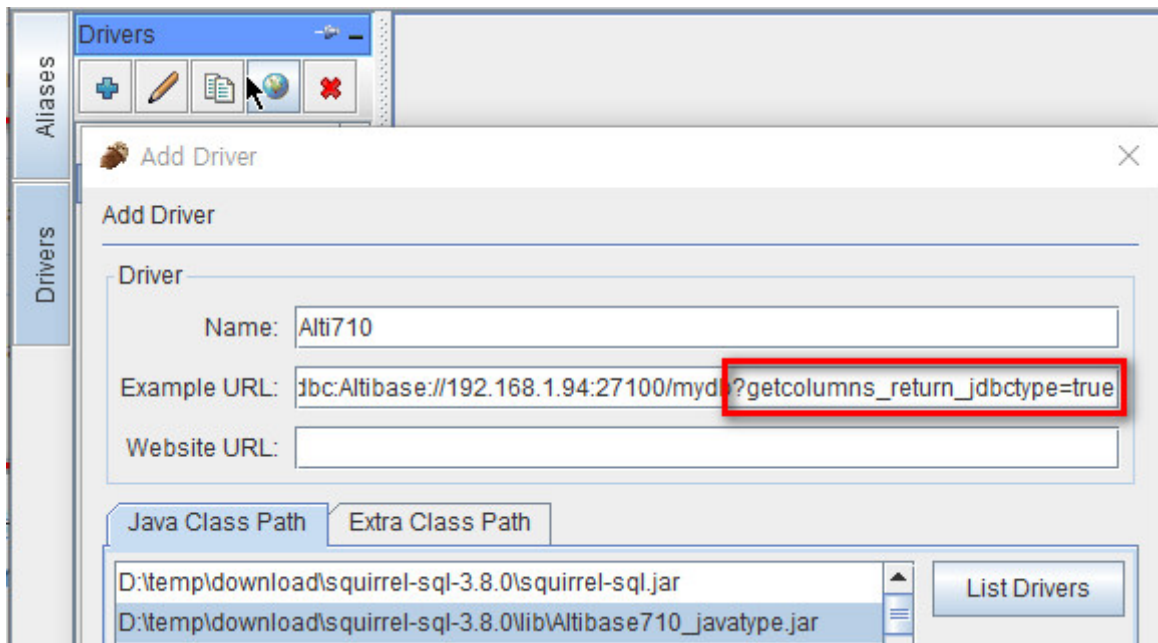 Drivers
Aliases
Add Driver
Add Driver
Drivers
Driver
Name: Alti710
Example URL: dbc:Altibase://192.168.1.94:27100/mydb?getcolumns_return_jdbctype=true
Website URL:
Java Class Path Extra Class Path
D:\temp\download\squirrel-sql-3.8.0\squirrel-sql.jar
List Drivers
D:\temp\download\squirrel-sql-3.8.0\lib\Altibase710_javatype.jar